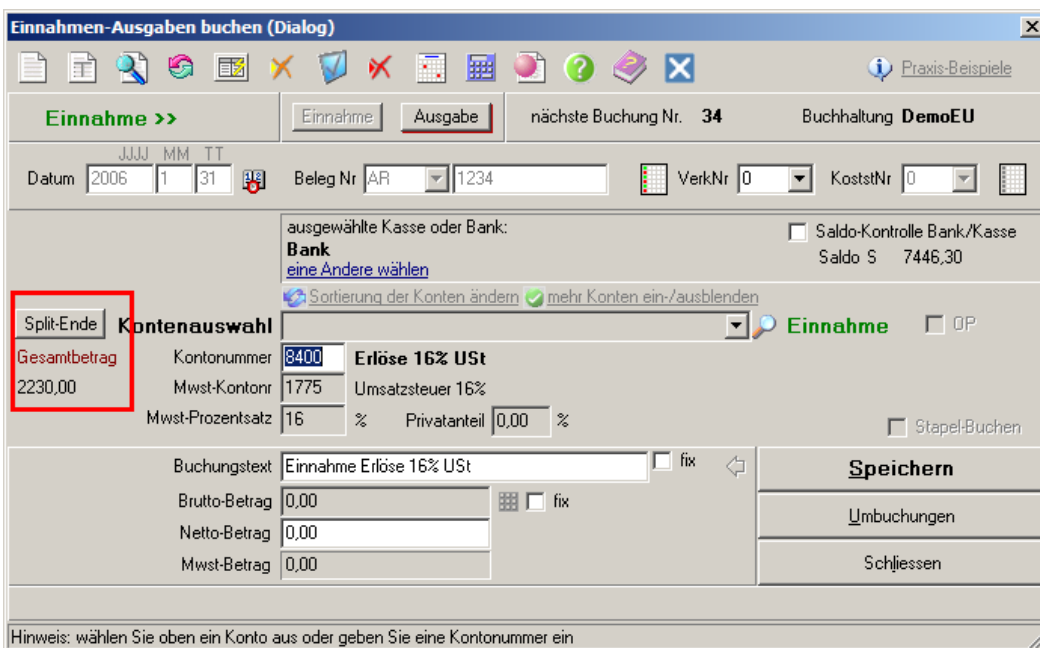 Einnahmen-Ausgaben buchen (Dialog)
Praxis-Beispiele
Einnahme >> Einnahme Ausgabe nächste Buchung Nr. 34 Buchhaltung DemoEU
JJJJ MM TT
Datum 2006 1 31 Beleg Nr AR 1234 VerkNr 0 KoststNr 0
ausgewählte Kasse oder Bank:
Bank
eine Andere wählen
Saldo-Kontrolle Bank/Kasse
Saldo S 7446,30
Sortierung der Konten ändern mehr Konten ein-/ausblenden
Split-Ende Kontenauswahl Einnahme OP
Gesamtbetrag Kontonummer 8400 Erlöse 16% USt
2230,00 Mwst-Kontonr 1775 Umsatzsteuer 16%
Mwst-Prozentsatz 16 % Privatanteil 0,00 %
Stapel-Buchen
Buchungstext Einnahme Erlöse 16% USt fix Speichern
Brutto-Betrag 0,00 fix
Umbuchungen
Netto-Betrag 0,00
Mwst-Betrag 0,00 Schliessen
Hinweis: wählen Sie oben ein Konto aus oder geben Sie eine Kontonummer ein